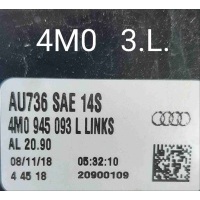 4M0 3.L.
AU736 SAE 14S
4M0 945 093 L LINKS
AL 20.90
08/11/18 05:32:10
4 45 18 20900109